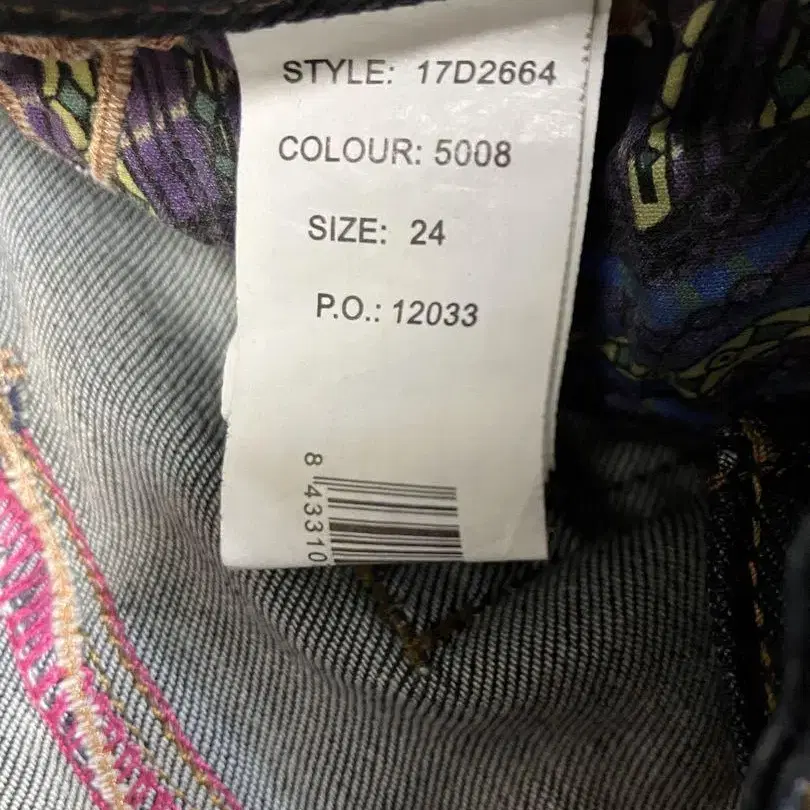 STYLE: 17D2664
COLOUR: 5008
SIZE: 24
P.O.: 12033
8 43310